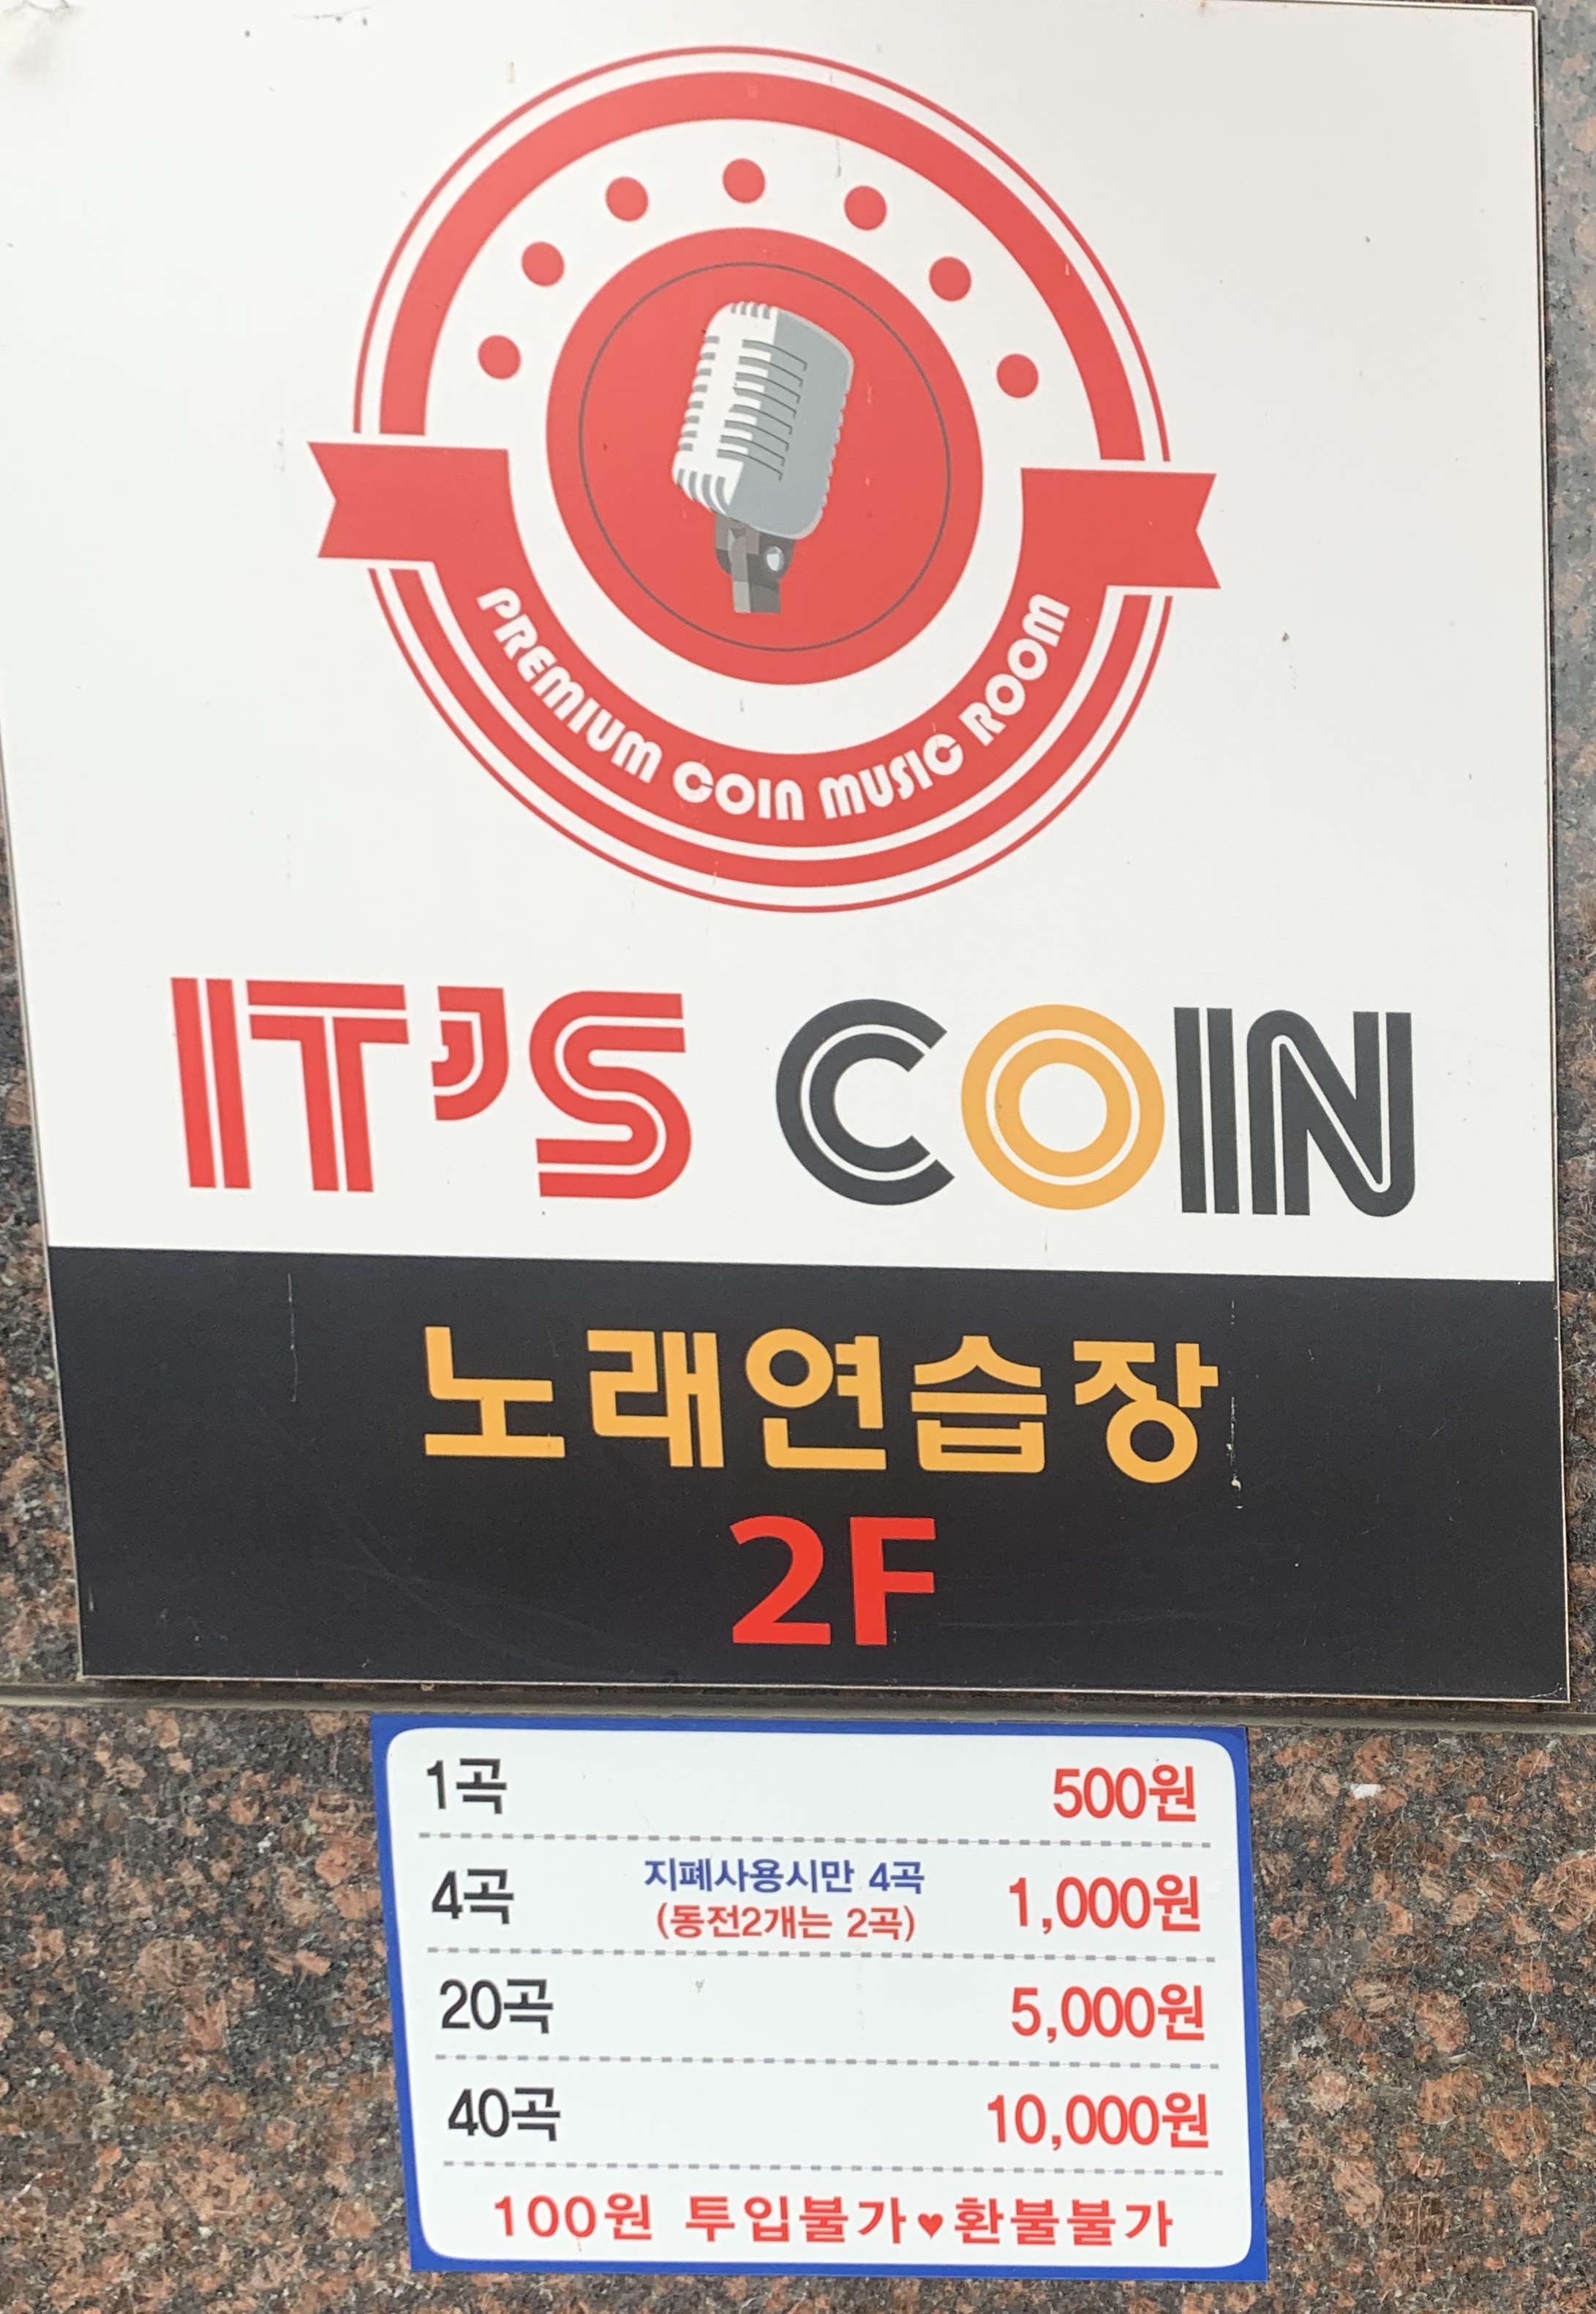 PREMIUM COIN MUSIC ROOM
IT'S COIN
노래연습장
2F
1곡 500원
4곡 지폐사용시만 4곡 1,000원
(동전2개는 2곡)
20곡 5,000원
40곡 10,000원
100원 투입불가♥환불불가